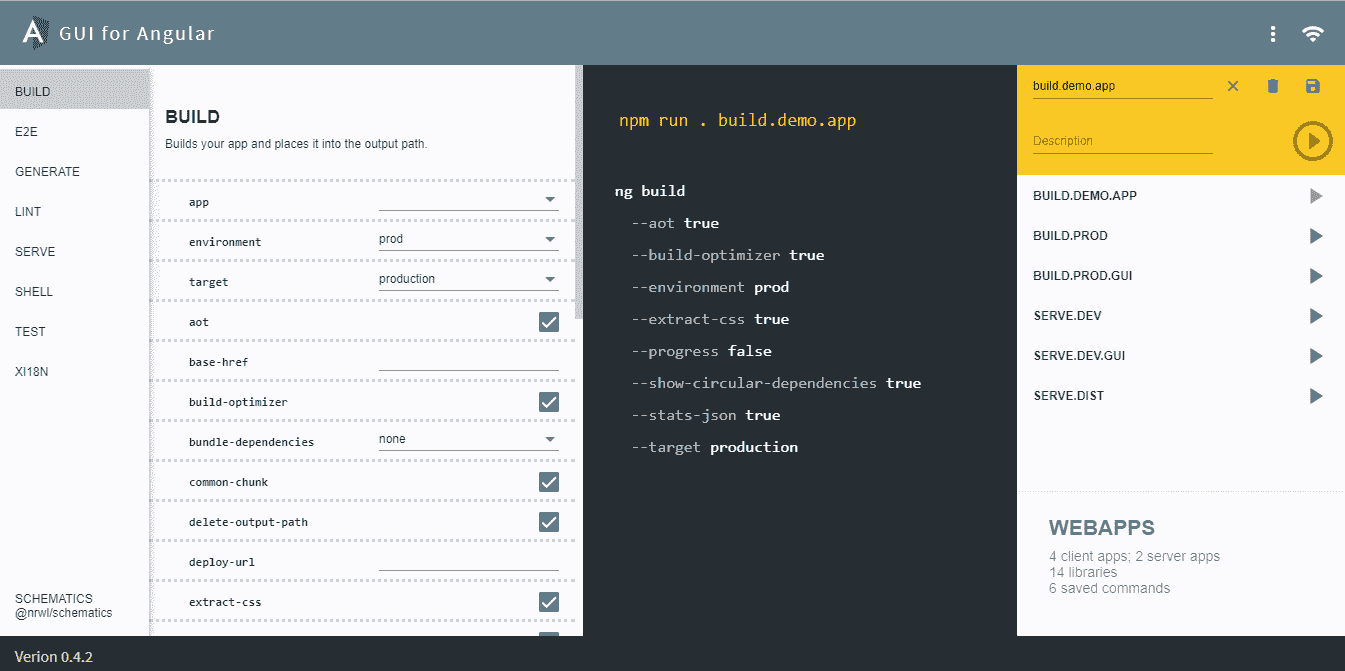 GUI for Angular
BUILD
E2E
GENERATE
LINT
SERVE
SHELL
TEST
XI18N
SCHEMATICS
@nrwl/schematics
BUILD
Builds your app and places it into the output path.
app
environment prod
target production
aot
base-href
build-optimizer
bundle-dependencies none
common-chunk
delete-output-path
deploy-url
extract-css
npm run . build.demo.app
ng build
--aot true
--build-optimizer true
--environment prod
--extract-css true
--progress false
--show-circular-dependencies true
--stats-json true
--target production
build.demo.app
Description
BUILD.DEMO.APP
BUILD.PROD
BUILD.PROD.GUI
SERVE.DEV
SERVE.DEV.GUI
SERVE.DIST
WEBAPPS
4 client apps; 2 server apps
14 libraries
6 saved commands
Verion 0.4.2